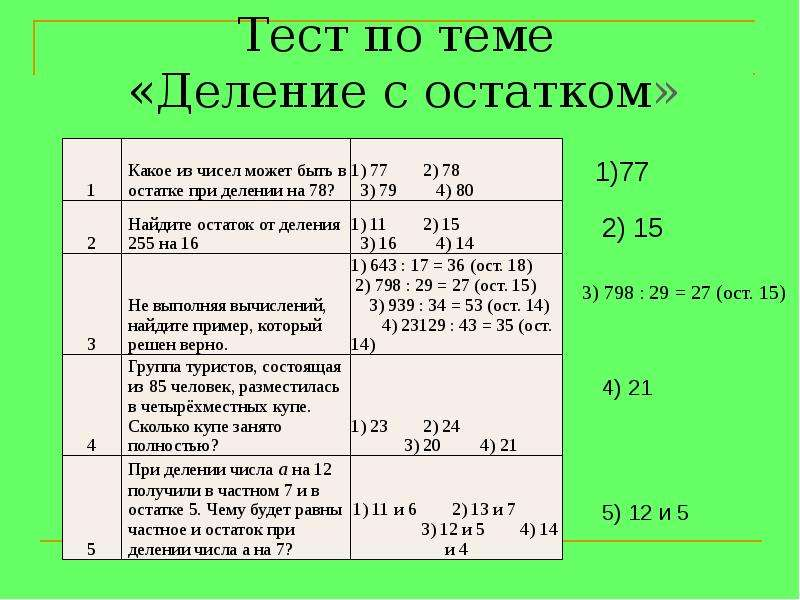 Тест по теме
«Деление с остатком»
1
Какое из чисел может быть в
остатке при делении на 78?
1) 77 2) 78
3) 79 4) 80
1)77
2
Найдите остаток от деления
255 на 16
1) 11 2) 15
3) 16 4) 14
2) 15
3
Не выполняя вычислений,
найдите пример, который
решен верно.
1) 643 : 17 = 36 (ост. 18)
2) 798 : 29 = 27 (ост. 15)
3) 939 : 34 = 53 (ост. 14)
4) 23129 : 43 = 35 (ост.
14)
3) 798 : 29 = 27 (ост. 15)
4
Группа туристов, состоящая
из 85 человек, разместилась
в четырёхместных купе.
Сколько купе занято
полностью?
1) 23 2) 24
3) 20 4) 21
4) 21
5
При делении числа а на 12
получили в частном 7 и в
остатке 5. Чему будет равны
частное и остаток при
делении числа а на 7?
1) 11 и 6 2) 13 и 7
3) 12 и 5 4) 14
и 4
5) 12 и 5